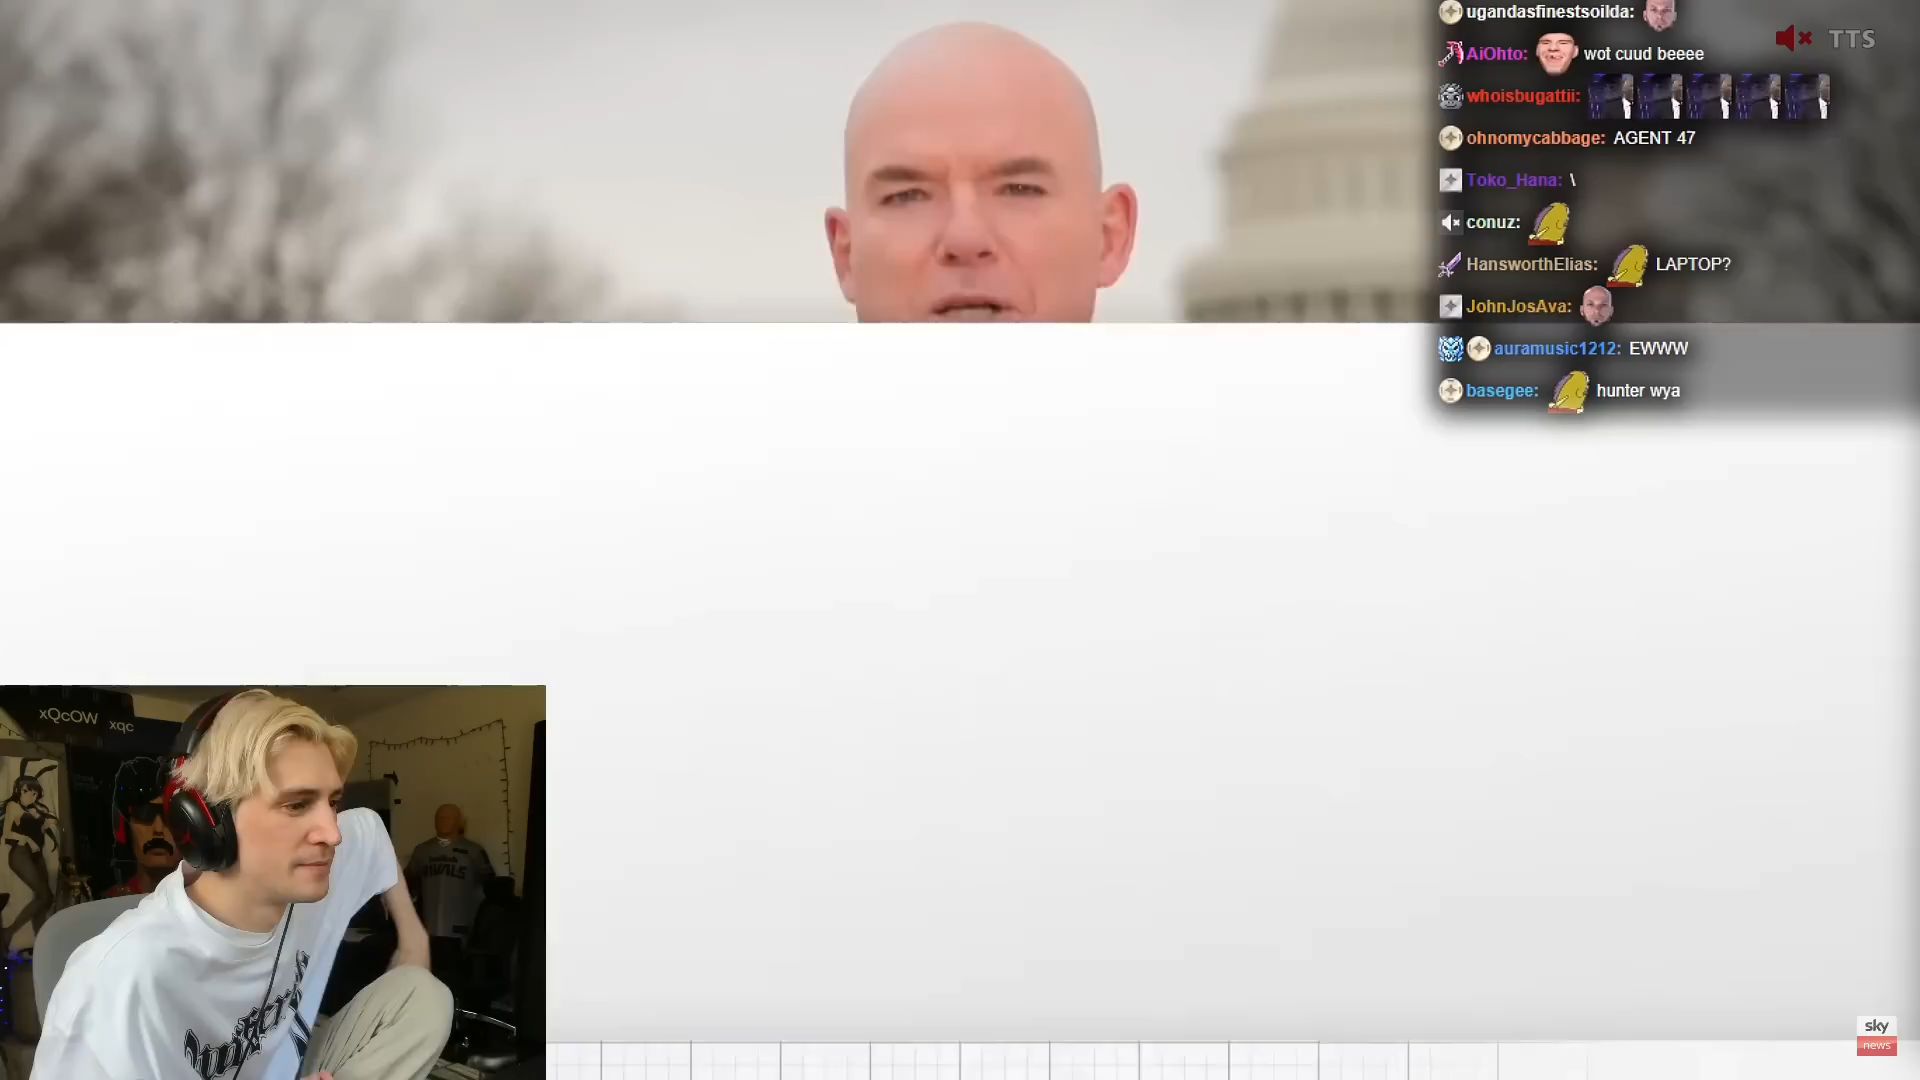 ugandasfinestsoilda:
TTS
AiOhto: wot cuud beeee
whoisbugattii:
ohnomycabbage: AGENT 47
Toko_Hana: \
conuz:
HansworthElias: LAPTOP?
JohnJosAva:
auramusic1212: EWWW
basegee: hunter wya
xQcOW xqc
RIVALS
sky
news